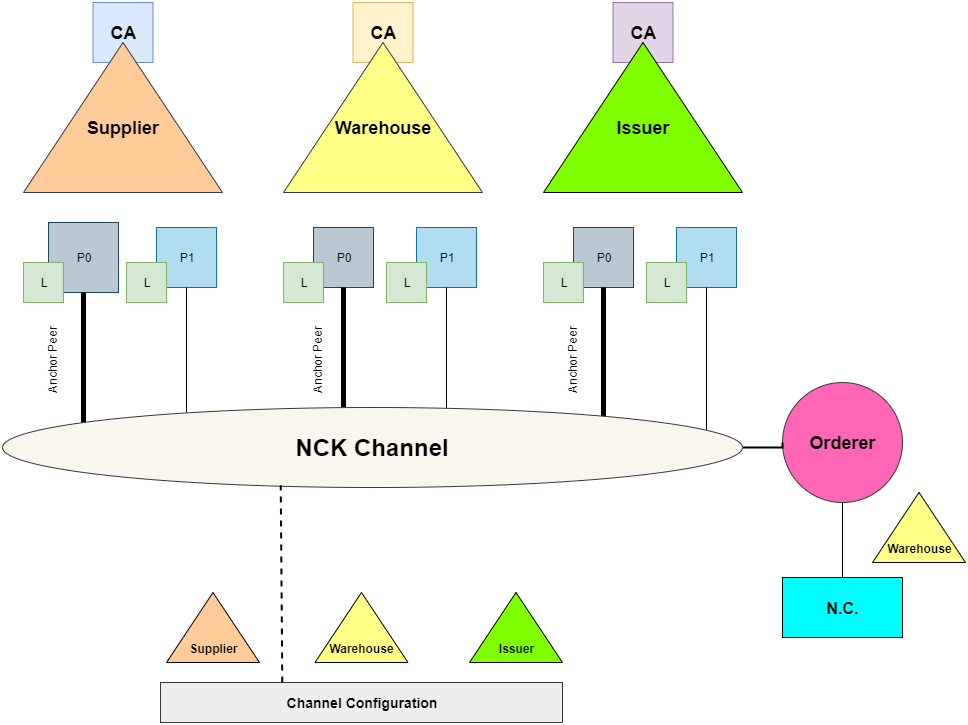 CA
CA
CA
Supplier
Warehouse
Issuer
P0
P1
P0
P1
P0
P1
L
L
L
L
L
L
Anchor Peer
Anchor Peer
Anchor Peer
NCK Channel
Orderer
Warehouse
N.C.
Supplier
Warehouse
Issuer
Channel Configuration